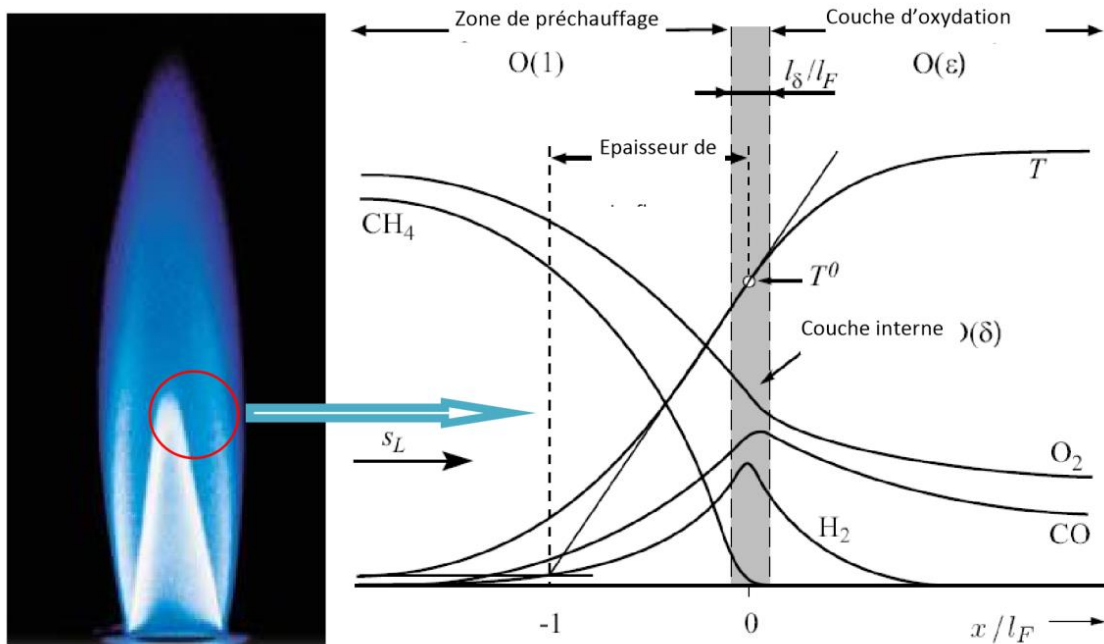 Zone de préchauffage
Couche d'oxydation
O(1)
l_δ/l_F
O(ε)
Epaisseur de
T
CH₄
T⁰
Couche interne
O(δ)
s_L
O₂
H₂
CO
-1
0
x/l_F